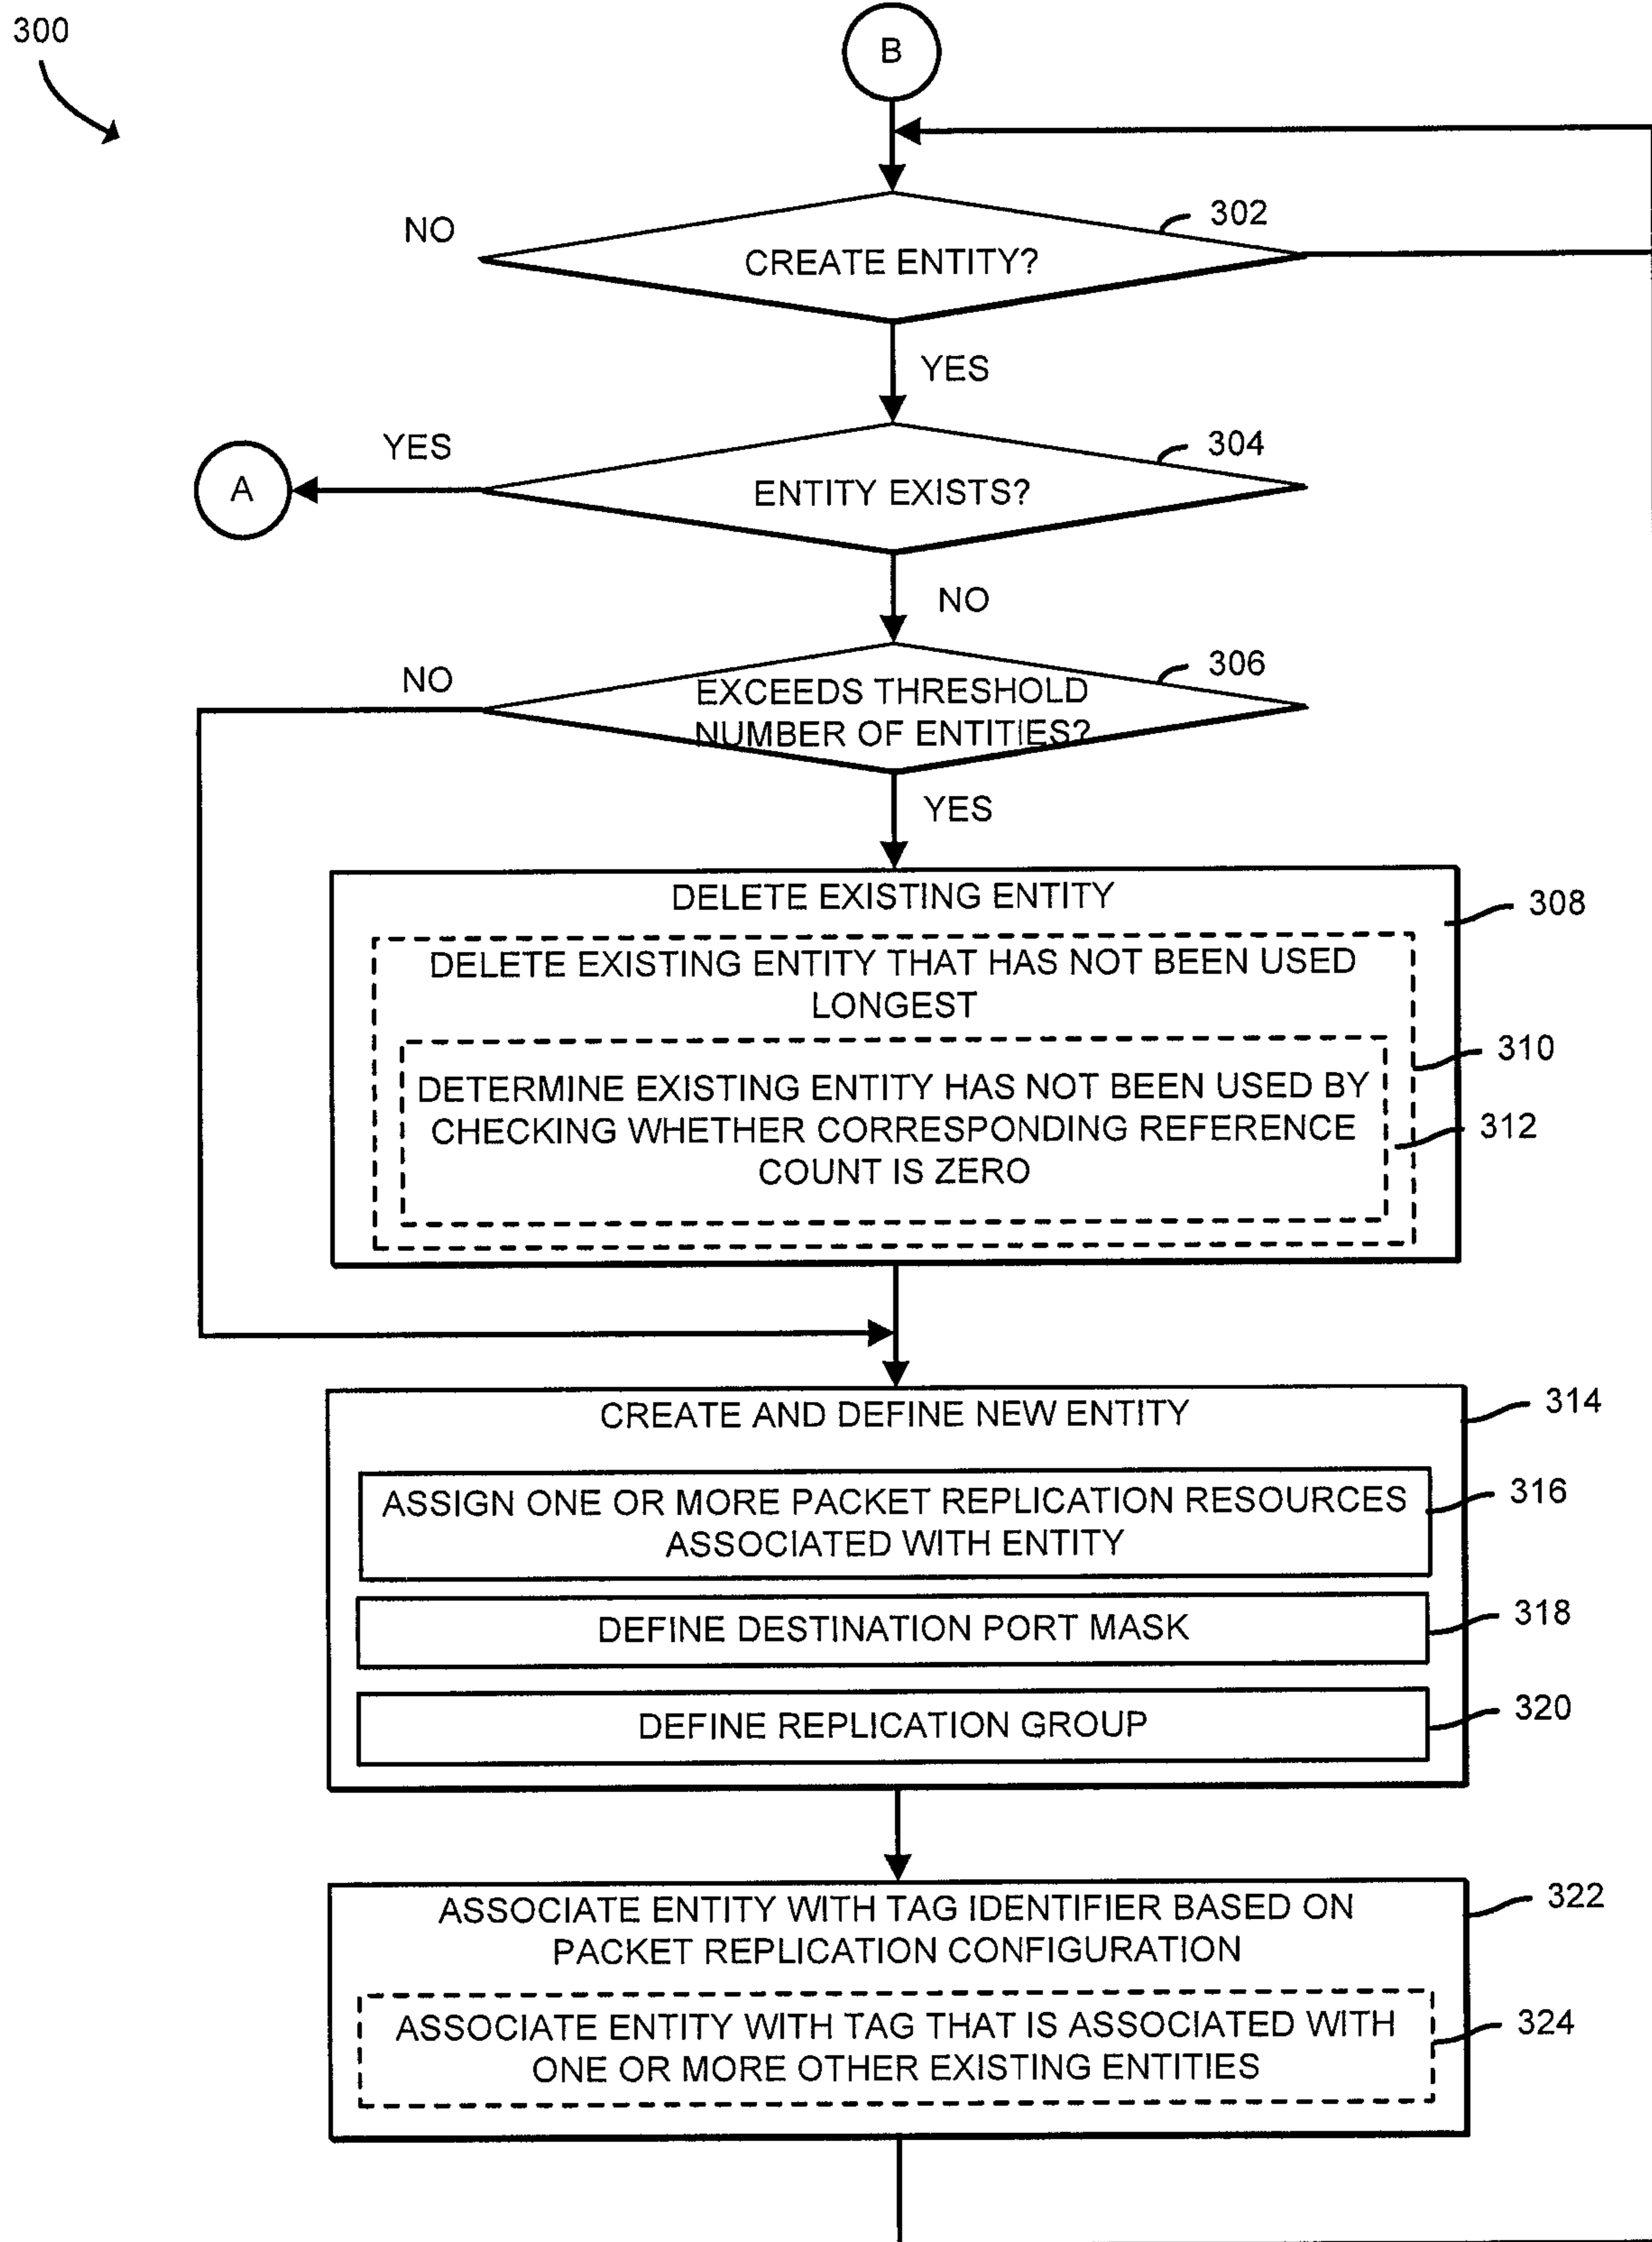 300
B
NO
302
CREATE ENTITY?
YES
YES
304
A
ENTITY EXISTS?
NO
NO
306
EXCEEDS THRESHOLD
NUMBER OF ENTITIES?
YES
DELETE EXISTING ENTITY
308
DELETE EXISTING ENTITY THAT HAS NOT BEEN USED
LONGEST
310
DETERMINE EXISTING ENTITY HAS NOT BEEN USED BY
CHECKING WHETHER CORRESPONDING REFERENCE
COUNT IS ZERO
312
CREATE AND DEFINE NEW ENTITY
314
ASSIGN ONE OR MORE PACKET REPLICATION RESOURCES
ASSOCIATED WITH ENTITY
316
DEFINE DESTINATION PORT MASK
318
DEFINE REPLICATION GROUP
320
ASSOCIATE ENTITY WITH TAG IDENTIFIER BASED ON
PACKET REPLICATION CONFIGURATION
322
ASSOCIATE ENTITY WITH TAG THAT IS ASSOCIATED WITH
ONE OR MORE OTHER EXISTING ENTITIES
324